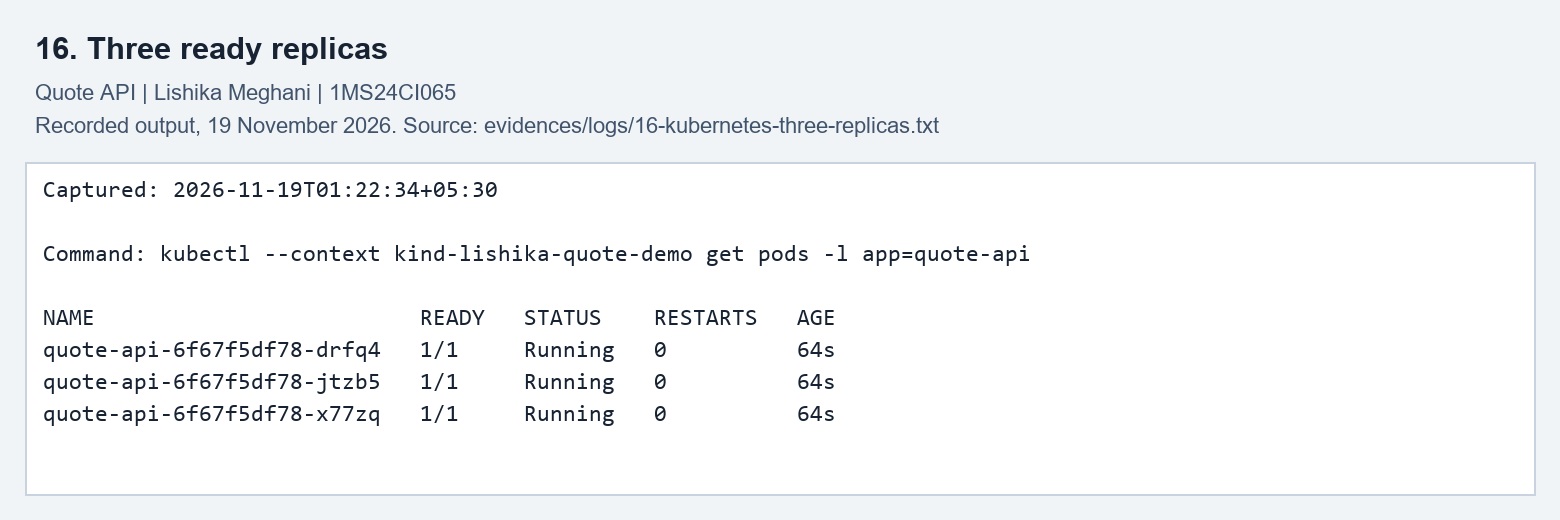 16. Three ready replicas
Quote API | Lishika Meghani | 1MS24CI065
Recorded output, 19 November 2026. Source: evidences/logs/16-kubernetes-three-replicas.txt
Captured: 2026-11-19T01:22:34+05:30
Command: kubectl --context kind-lishika-quote-demo get pods -l app=quote-api
NAME                         READY   STATUS    RESTARTS   AGE
quote-api-6f67f5df78-drfq4   1/1     Running   0          64s
quote-api-6f67f5df78-jtzb5   1/1     Running   0          64s
quote-api-6f67f5df78-x77zq   1/1     Running   0          64s